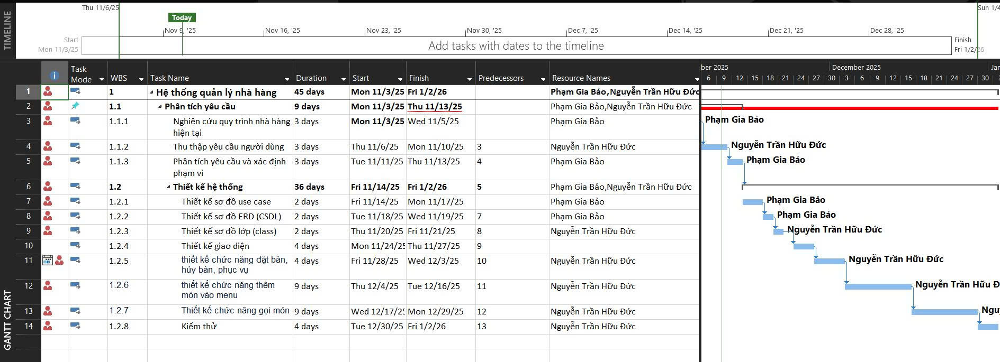 Thu 11/6/25
Sun 1/4
Today
Nov 9, '25 Nov 16, '25 Nov 23, '25 Nov 30, '25 Dec 7, '25 Dec 14, '25 Dec 21, '25 Dec 28, '25
TIMELINE
Start
Mon 11/3/25
Add tasks with dates to the timeline
Finish
Fri 1/2/26
Task Mode WBS Task Name Duration Start Finish Predecessors Resource Names
ber 2025 December 2025 Jan
6 9 12 15 18 21 24 27 30 3 6 9 12 15 18 21 24 27 30 2
1 1 Hệ thống quản lý nhà hàng 45 days Mon 11/3/25 Fri 1/2/26 Phạm Gia Bảo,Nguyễn Trần Hữu Đức
2 1.1 Phân tích yêu cầu 9 days Mon 11/3/25 Thu 11/13/25 Phạm Gia Bảo,Nguyễn Trần Hữu Đức
3 1.1.1 Nghiên cứu quy trình nhà hàng 3 days Mon 11/3/25 Wed 11/5/25 Phạm Gia Bảo Phạm Gia Bảo
hiện tại
4 1.1.2 Thu thập yêu cầu người dùng 3 days Thu 11/6/25 Mon 11/10/25 3 Nguyễn Trần Hữu Đức Nguyễn Trần Hữu Đức
5 1.1.3 Phân tích yêu cầu và xác định 3 days Tue 11/11/25 Thu 11/13/25 4 Phạm Gia Bảo Phạm Gia Bảo
phạm vi
6 1.2 Thiết kế hệ thống 36 days Fri 11/14/25 Fri 1/2/26 5 Phạm Gia Bảo,Nguyễn Trần Hữu Đức
7 1.2.1 Thiết kế sơ đồ use case 2 days Fri 11/14/25 Mon 11/17/25 Phạm Gia Bảo Phạm Gia Bảo
8 1.2.2 Thiết kế sơ đồ ERD (CSDL) 2 days Tue 11/18/25 Wed 11/19/25 7 Phạm Gia Bảo Phạm Gia Bảo
9 1.2.3 Thiết kế sơ đồ lớp (class) 2 days Thu 11/20/25 Fri 11/21/25 8 Nguyễn Trần Hữu Đức Nguyễn Trần Hữu Đức
10 1.2.4 Thiết kế giao diện 4 days Mon 11/24/25 Thu 11/27/25 9
11 1.2.5 thiết kế chức năng đặt bàn, 4 days Fri 11/28/25 Wed 12/3/25 10 Nguyễn Trần Hữu Đức Nguyễn Trần Hữu Đức
hủy bàn, phục vụ
12 1.2.6 thiết kế chức năng thêm 9 days Thu 12/4/25 Tue 12/16/25 11 Nguyễn Trần Hữu Đức Nguyễn Trần Hữu Đ
món vào menu
13 1.2.7 Thiết kế chức năng gọi món 9 days Wed 12/17/25 Mon 12/29/25 12 Nguyễn Trần Hữu Đức Nguy
14 1.2.8 Kiểm thử 4 days Tue 12/30/25 Fri 1/2/26 13 Nguyễn Trần Hữu Đức
GANTT CHART